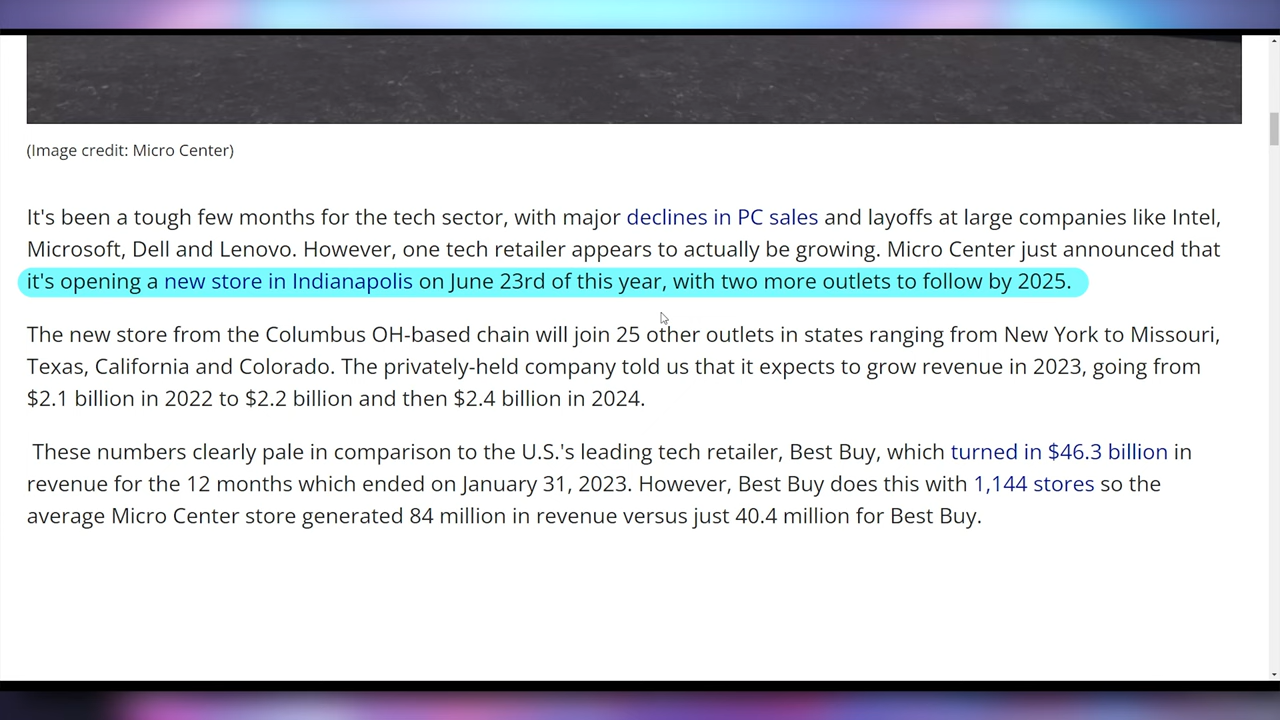 (Image credit: Micro Center)
It's been a tough few months for the tech sector, with major declines in PC sales and layoffs at large companies like Intel,
Microsoft, Dell and Lenovo. However, one tech retailer appears to actually be growing. Micro Center just announced that
it's opening a new store in Indianapolis on June 23rd of this year, with two more outlets to follow by 2025.
The new store from the Columbus OH-based chain will join 25 other outlets in states ranging from New York to Missouri,
Texas, California and Colorado. The privately-held company told us that it expects to grow revenue in 2023, going from
$2.1 billion in 2022 to $2.2 billion and then $2.4 billion in 2024.
These numbers clearly pale in comparison to the U.S.'s leading tech retailer, Best Buy, which turned in $46.3 billion in
revenue for the 12 months which ended on January 31, 2023. However, Best Buy does this with 1,144 stores so the
average Micro Center store generated 84 million in revenue versus just 40.4 million for Best Buy.